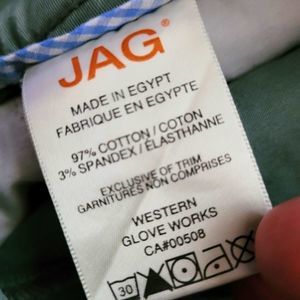 JAG®
MADE IN EGYPT
FABRIQUE EN EGYPTE
97% COTTON / COTON
3% SPANDEX / ÉLASTHANNE
EXCLUSIVE OF TRIM
GARNITURES NON COMPRISES
WESTERN
GLOVE WORKS
CA#00508
30